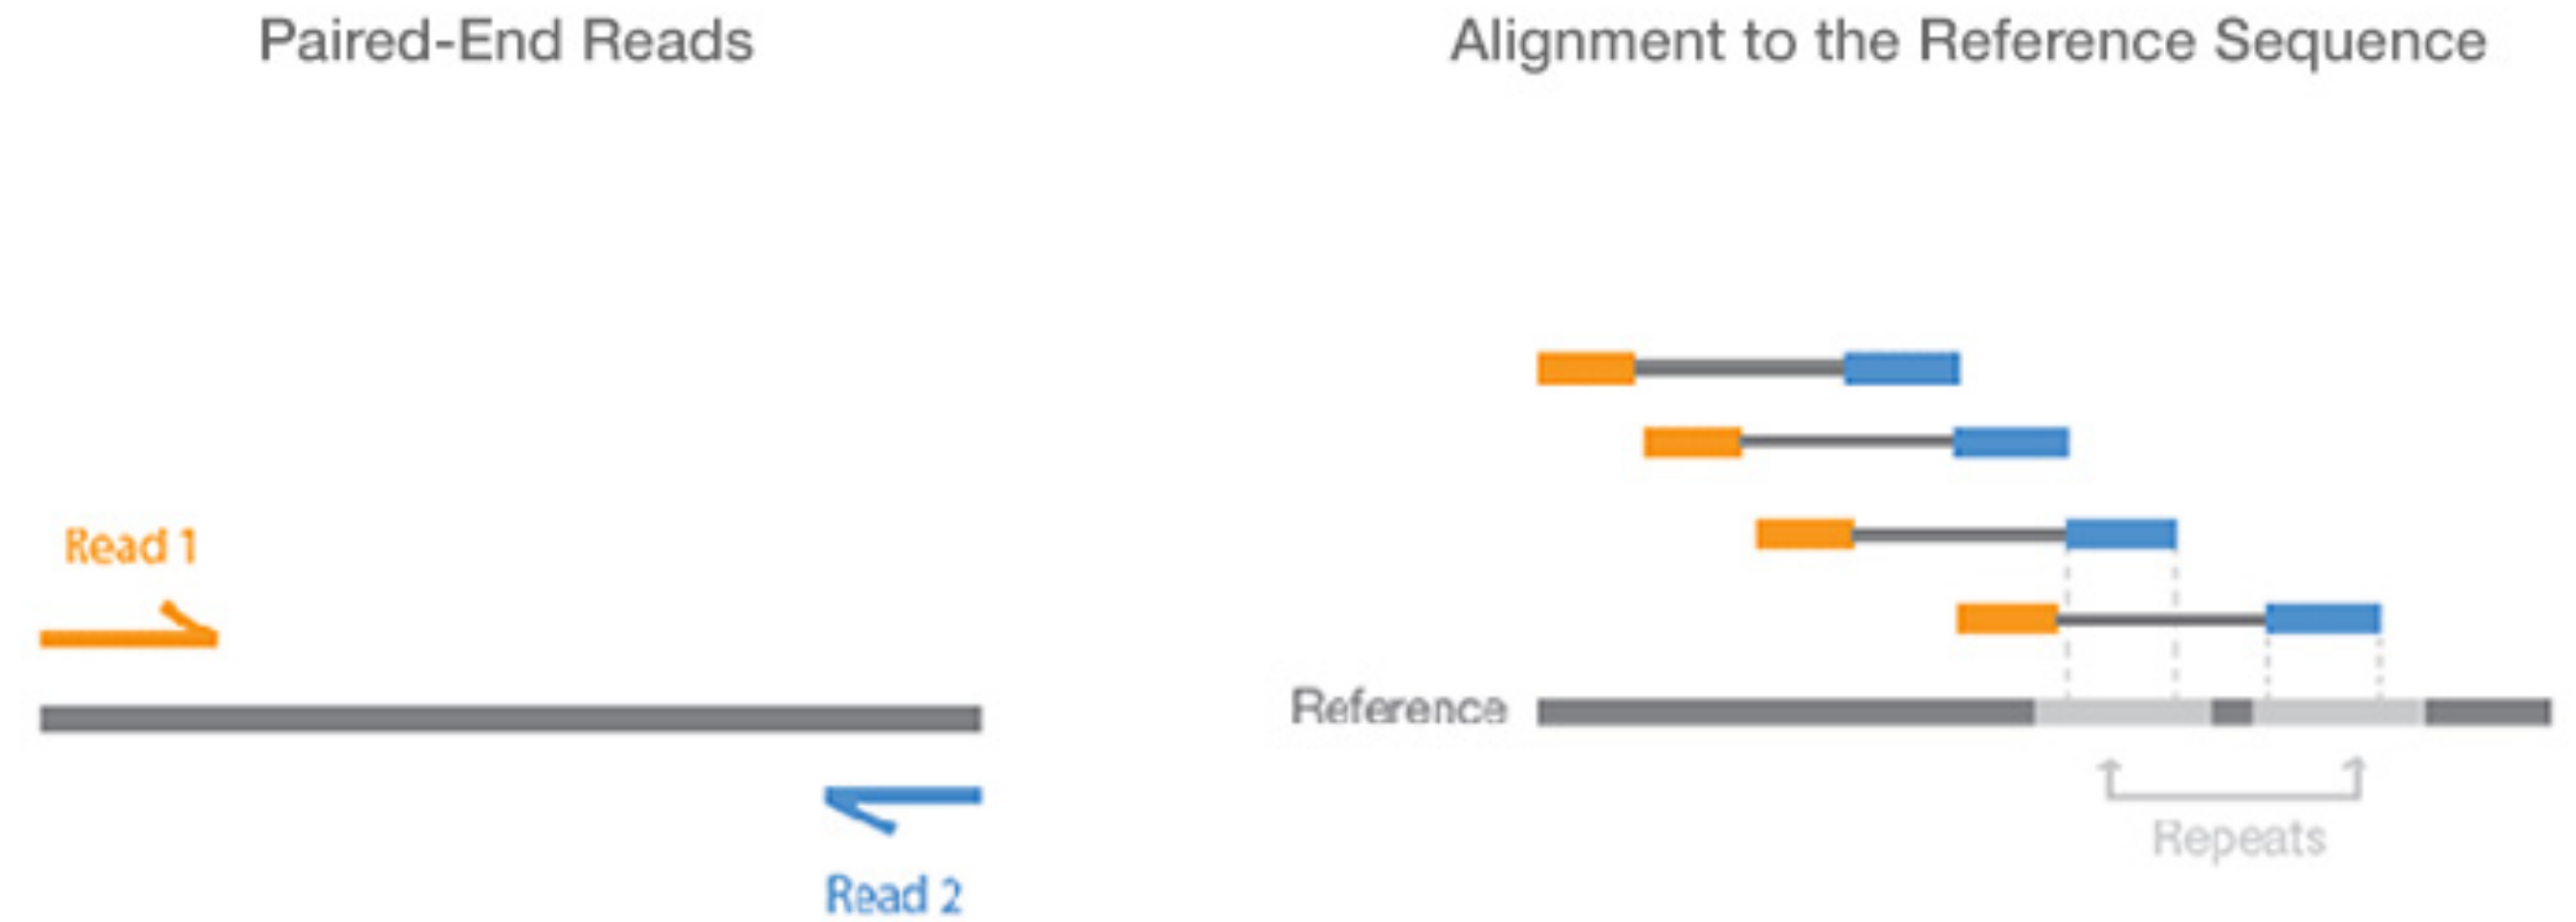 Paired-End Reads
Alignment to the Reference Sequence
Read 1
Read 2
Reference
Repeats